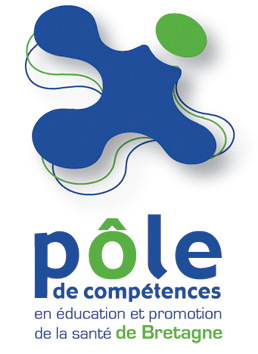 pôle
de compétences
en éducation et promotion
de la santé de Bretagne